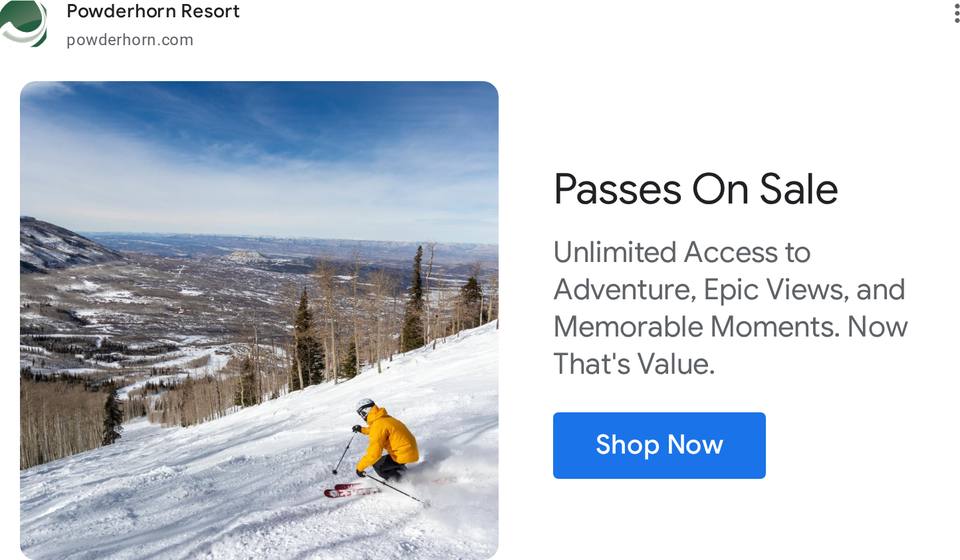 Powderhorn Resort
powderhorn.com
Passes On Sale
Unlimited Access to
Adventure, Epic Views, and
Memorable Moments. Now
That's Value.
Shop Now